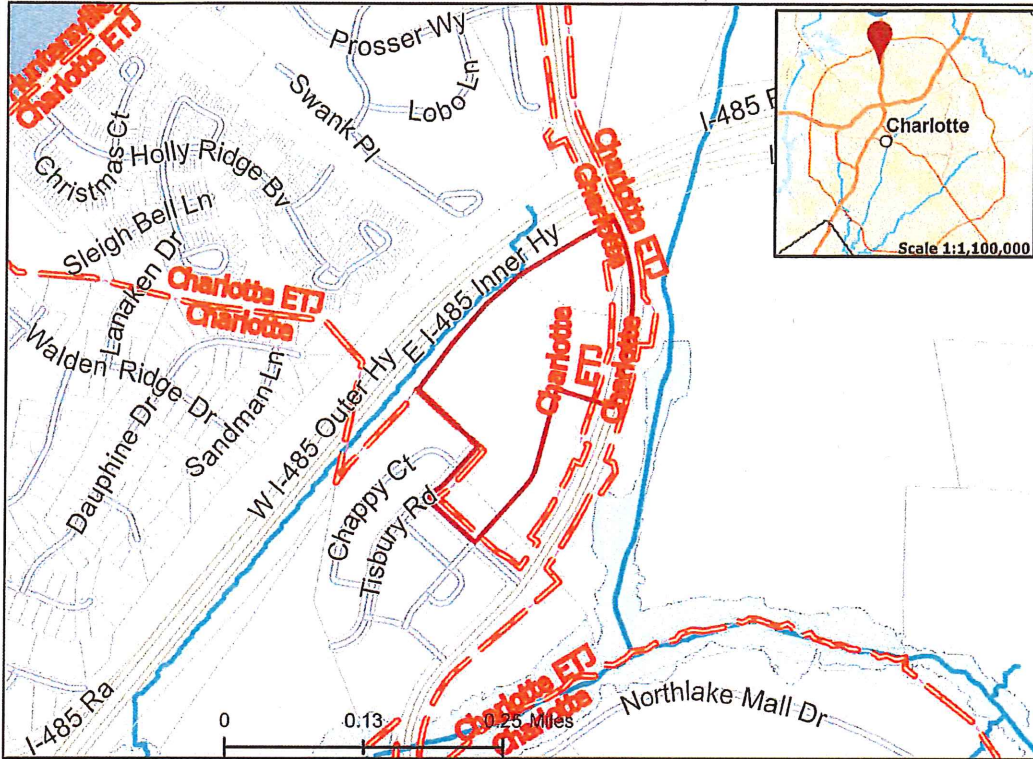 Huntersville
Charlotte ETJ
Prosser Wy
Lobo Ln
Swank Pl
Christmas Ct
Holly Ridge Bv
Sleigh Bell Ln
Lanaken Dr
Charlotte ETJ
Charlotte
Walden Ridge Dr
Sandman Ln
Dauphine Dr
W I-485 Outer Hy
E I-485 Inner Hy
I-485
Charlotte ETJ
Charlotte
Charlotte
Scale 1:1,100,000
Charlotte
ETJ
Charlotte
Chappy Ct
Tisbury Rd
I-485 Ra
0
0.13
0.25 Miles
Charlotte ETJ
Charlotte
Northlake Mall Dr